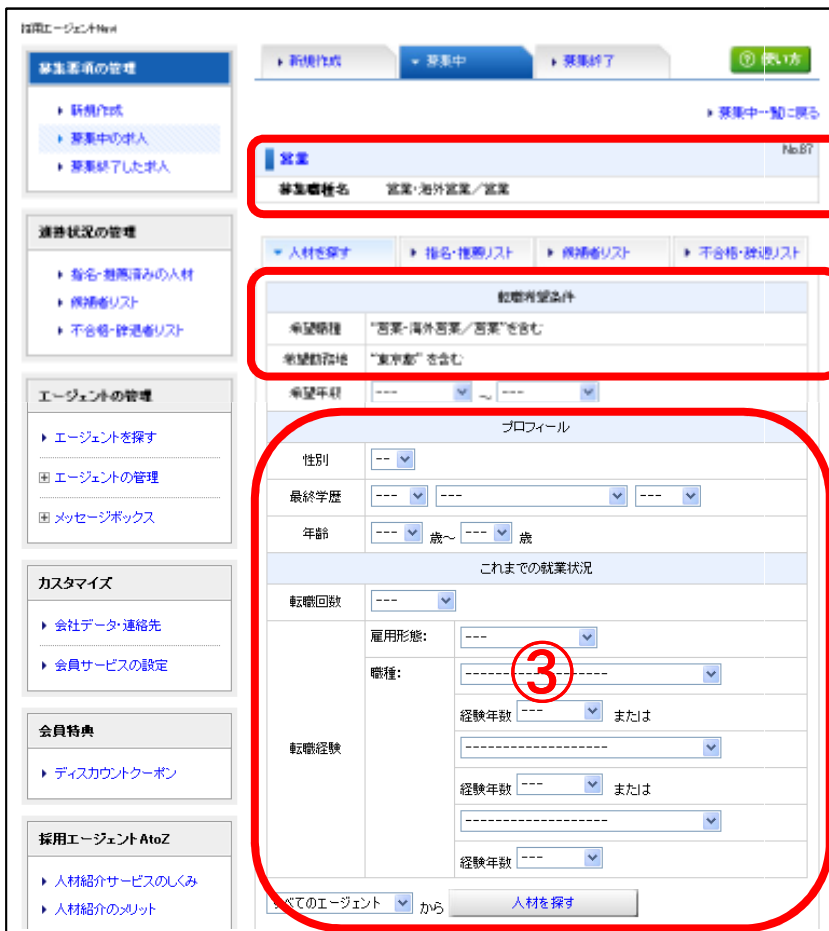 採用エージェントNavi
募集要項の管理
新規作成
募集中の求人
募集終了した求人
進捗状況の管理
指名・推薦済みの人材
候補者リスト
不合格・辞退者リスト
エージェントの管理
エージェントを探す
エージェントの管理
メッセージボックス
カスタマイズ
会社データ・連絡先
会員サービスの設定
会員特典
ディスカウントクーポン
採用エージェントAtoZ
人材紹介サービスのしくみ
人材紹介のメリット
新規作成 募集中 募集終了 使い方
募集中一覧に戻る
営業 No.87
募集職種名 営業・海外営業／営業
人材を探す 指名・推薦リスト 候補者リスト 不合格・辞退リスト
転職希望条件
希望職種 "営業・海外営業／営業"を含む
希望勤務地 "東京都" を含む
希望年収 --- ～ ---
プロフィール
性別 --
最終学歴 --- --- ---
年齢 --- 歳～ --- 歳
これまでの就業状況
転職回数 ---
転職経験 雇用形態: ---
職種: --------------------
③
経験年数 --- または
--------------------
経験年数 --- または
--------------------
経験年数 ---
すべてのエージェント から 人材を探す